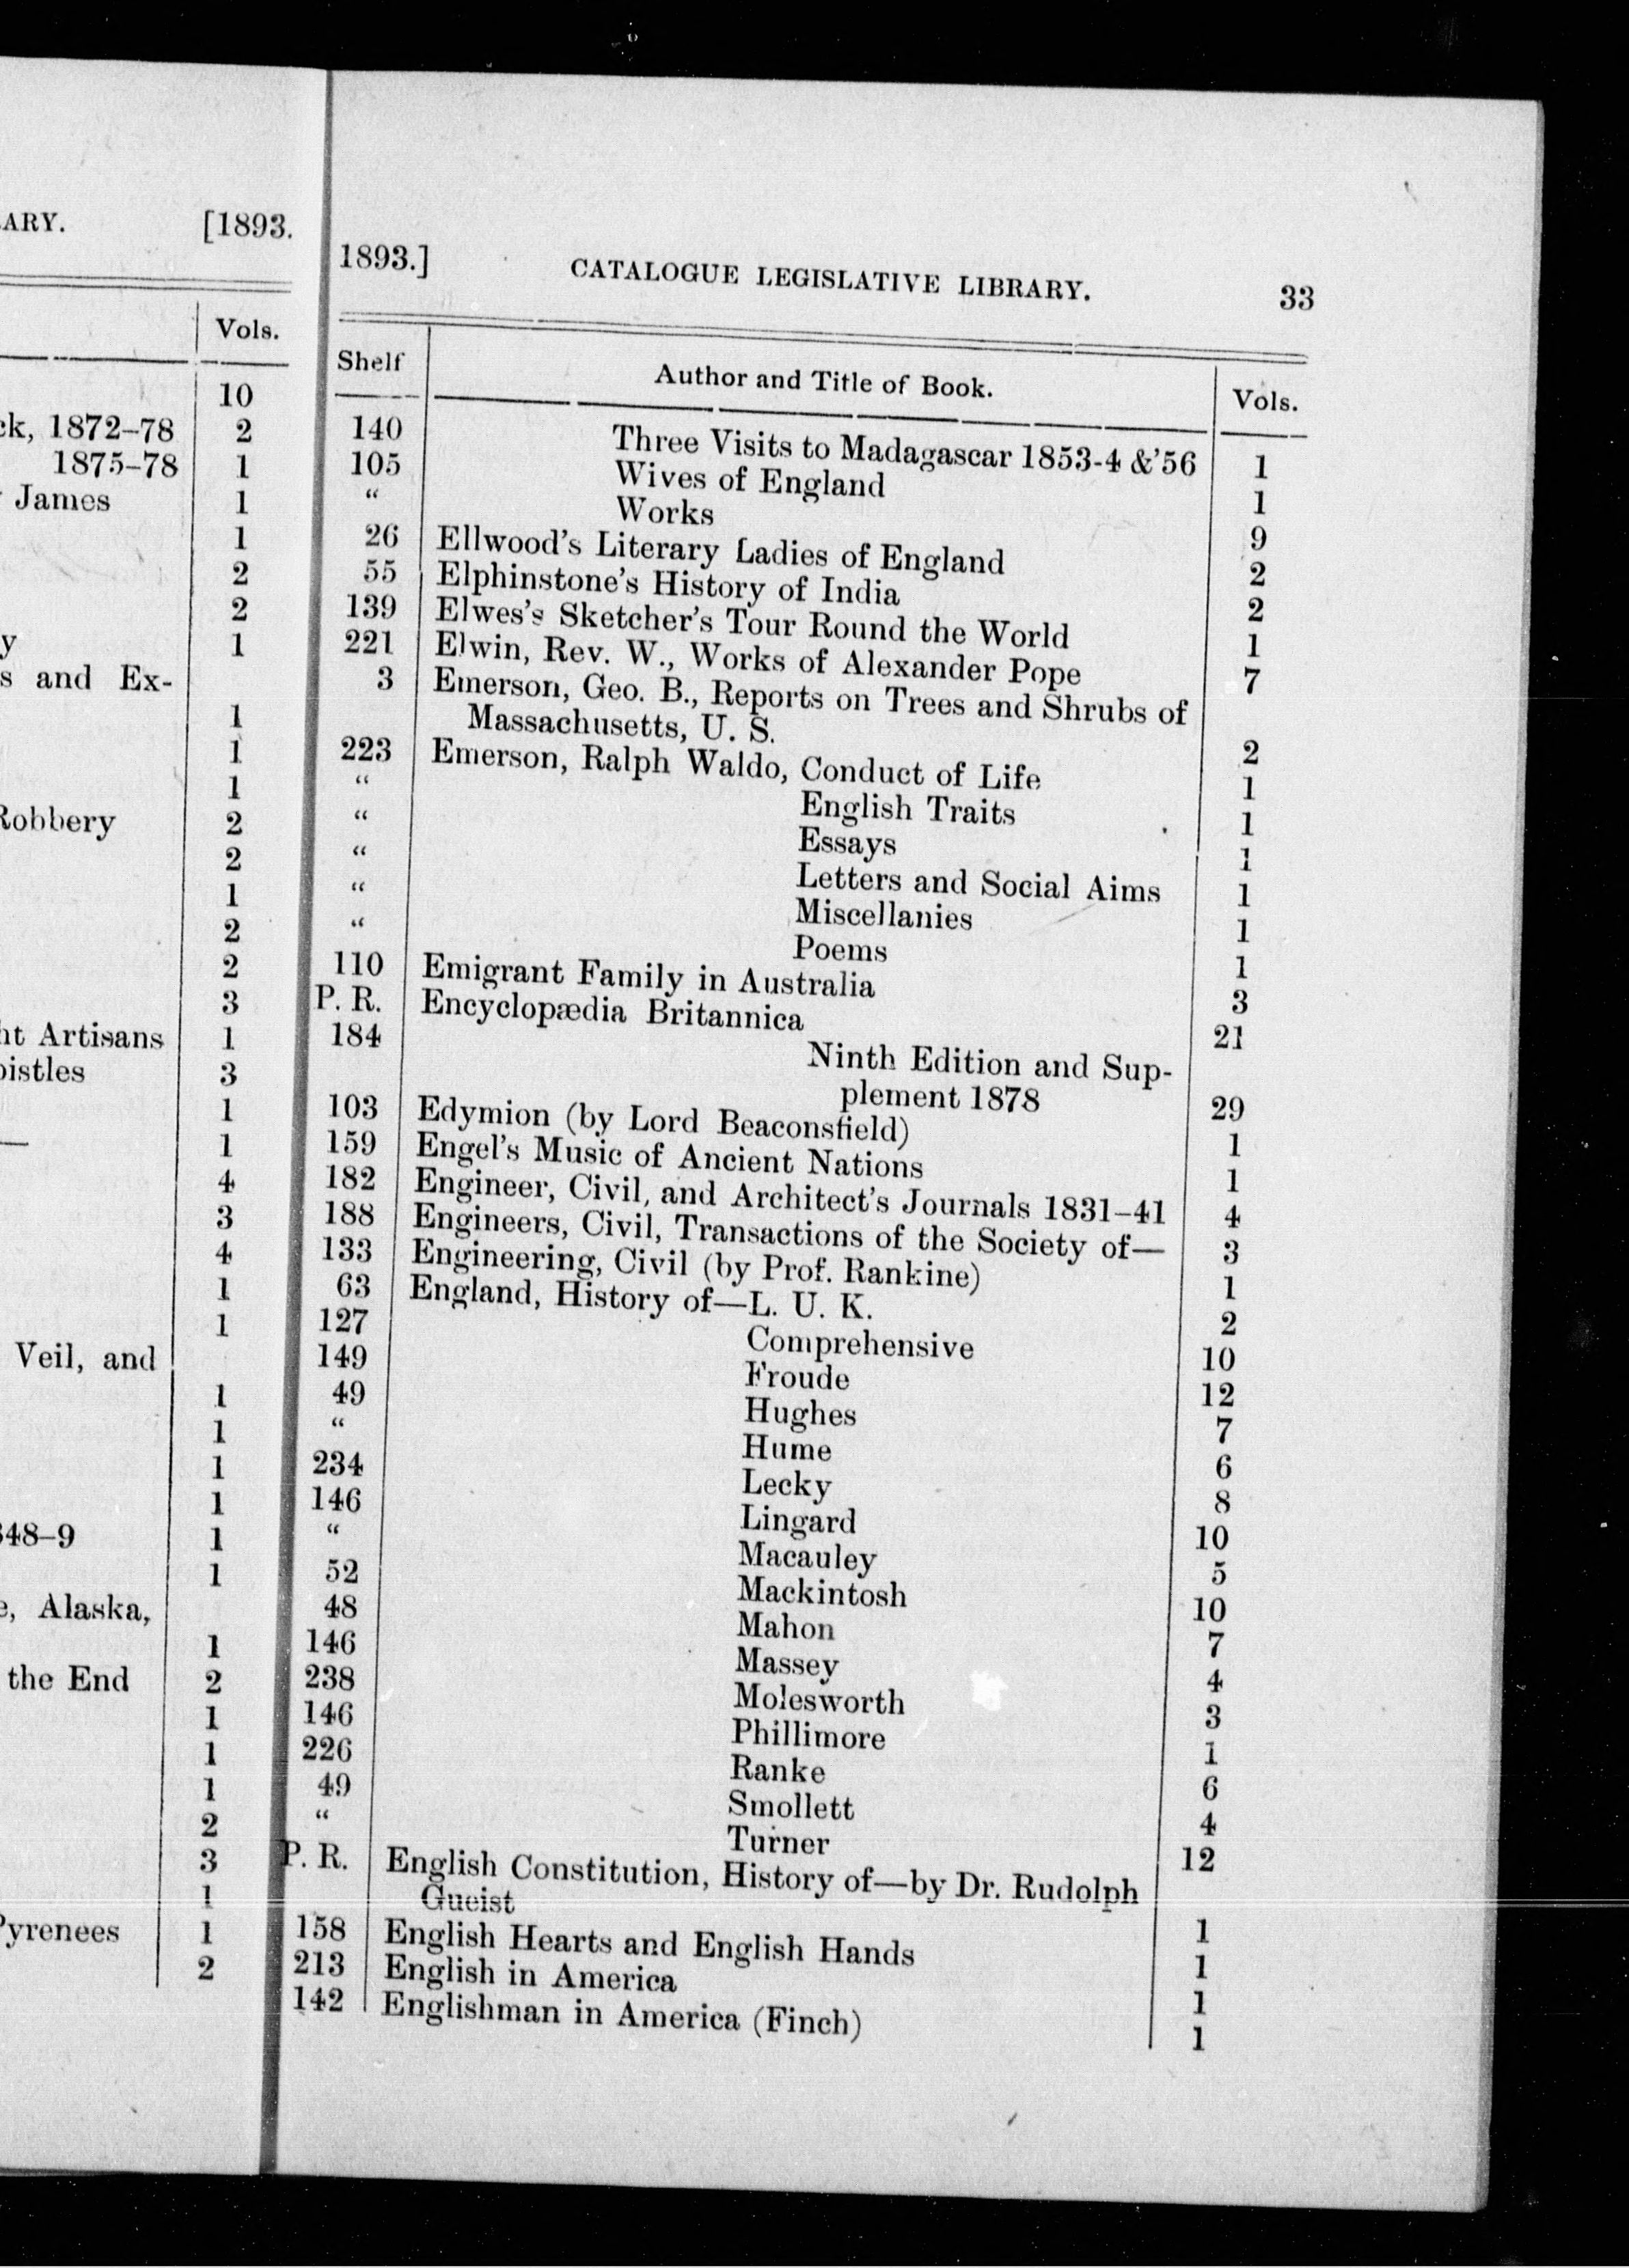 ARY. [1893.
Vols.
10
ck, 1872–78 2
1875–78 1
James 1
1
2
2
y 1
s and Ex-
1
1
1
Robbery 2
2
1
2
2
3
ht Artisans 1
pistles 3
1
— 1
4
3
4
1
1
Veil, and
1
1
1
1
348–9 1
1
e, Alaska,
1
the End 2
1
1
1
2
3
1
Pyrenees 1
2
1893.] CATALOGUE LEGISLATIVE LIBRARY. 33
Shelf Author and Title of Book. Vols.
140 Three Visits to Madagascar 1853-4 &'56 1
105 Wives of England 1
“ Works 9
26 Ellwood's Literary Ladies of England 2
55 Elphinstone's History of India 2
139 Elwes's Sketcher's Tour Round the World 1
221 Elwin, Rev. W., Works of Alexander Pope 7
3 Emerson, Geo. B., Reports on Trees and Shrubs of
Massachusetts, U. S. 2
223 Emerson, Ralph Waldo, Conduct of Life 1
“ English Traits 1
“ Essays 1
“ Letters and Social Aims 1
“ Miscellanies 1
“ Poems 1
110 Emigrant Family in Australia 3
P. R. Encyclopædia Britannica 21
184 Ninth Edition and Sup-
plement 1878 29
103 Edymion (by Lord Beaconsfield) 1
159 Engel's Music of Ancient Nations 1
182 Engineer, Civil, and Architect's Journals 1831–41 4
188 Engineers, Civil, Transactions of the Society of— 3
133 Engineering, Civil (by Prof. Rankine) 1
63 England, History of—L. U. K. 2
127 Comprehensive 10
149 Froude 12
49 Hughes 7
“ Hume 6
234 Lecky 8
146 Lingard 10
“ Macauley 5
52 Mackintosh 10
48 Mahon 7
146 Massey 4
238 Molesworth 3
146 Phillimore 1
226 Ranke 6
49 Smollett 4
“ Turner 12
P. R. English Constitution, History of—by Dr. Rudolph
Gueist 1
158 English Hearts and English Hands 1
213 English in America 1
142 Englishman in America (Finch) 1